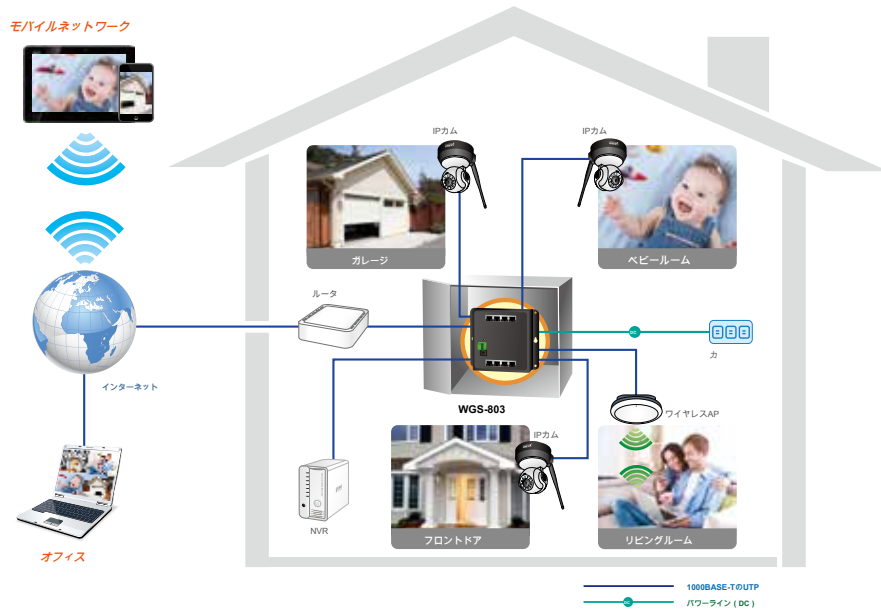 モバイルネットワーク
IPカム
IPカム
ガレージ
ベビールーム
ルータ
DC
カ
インターネット
WGS-803
ワイヤレスAP
IPカム
NVR
フロントドア
リビングルーム
オフィス
1000BASE-TのUTP
DC
パワーライン ( DC )